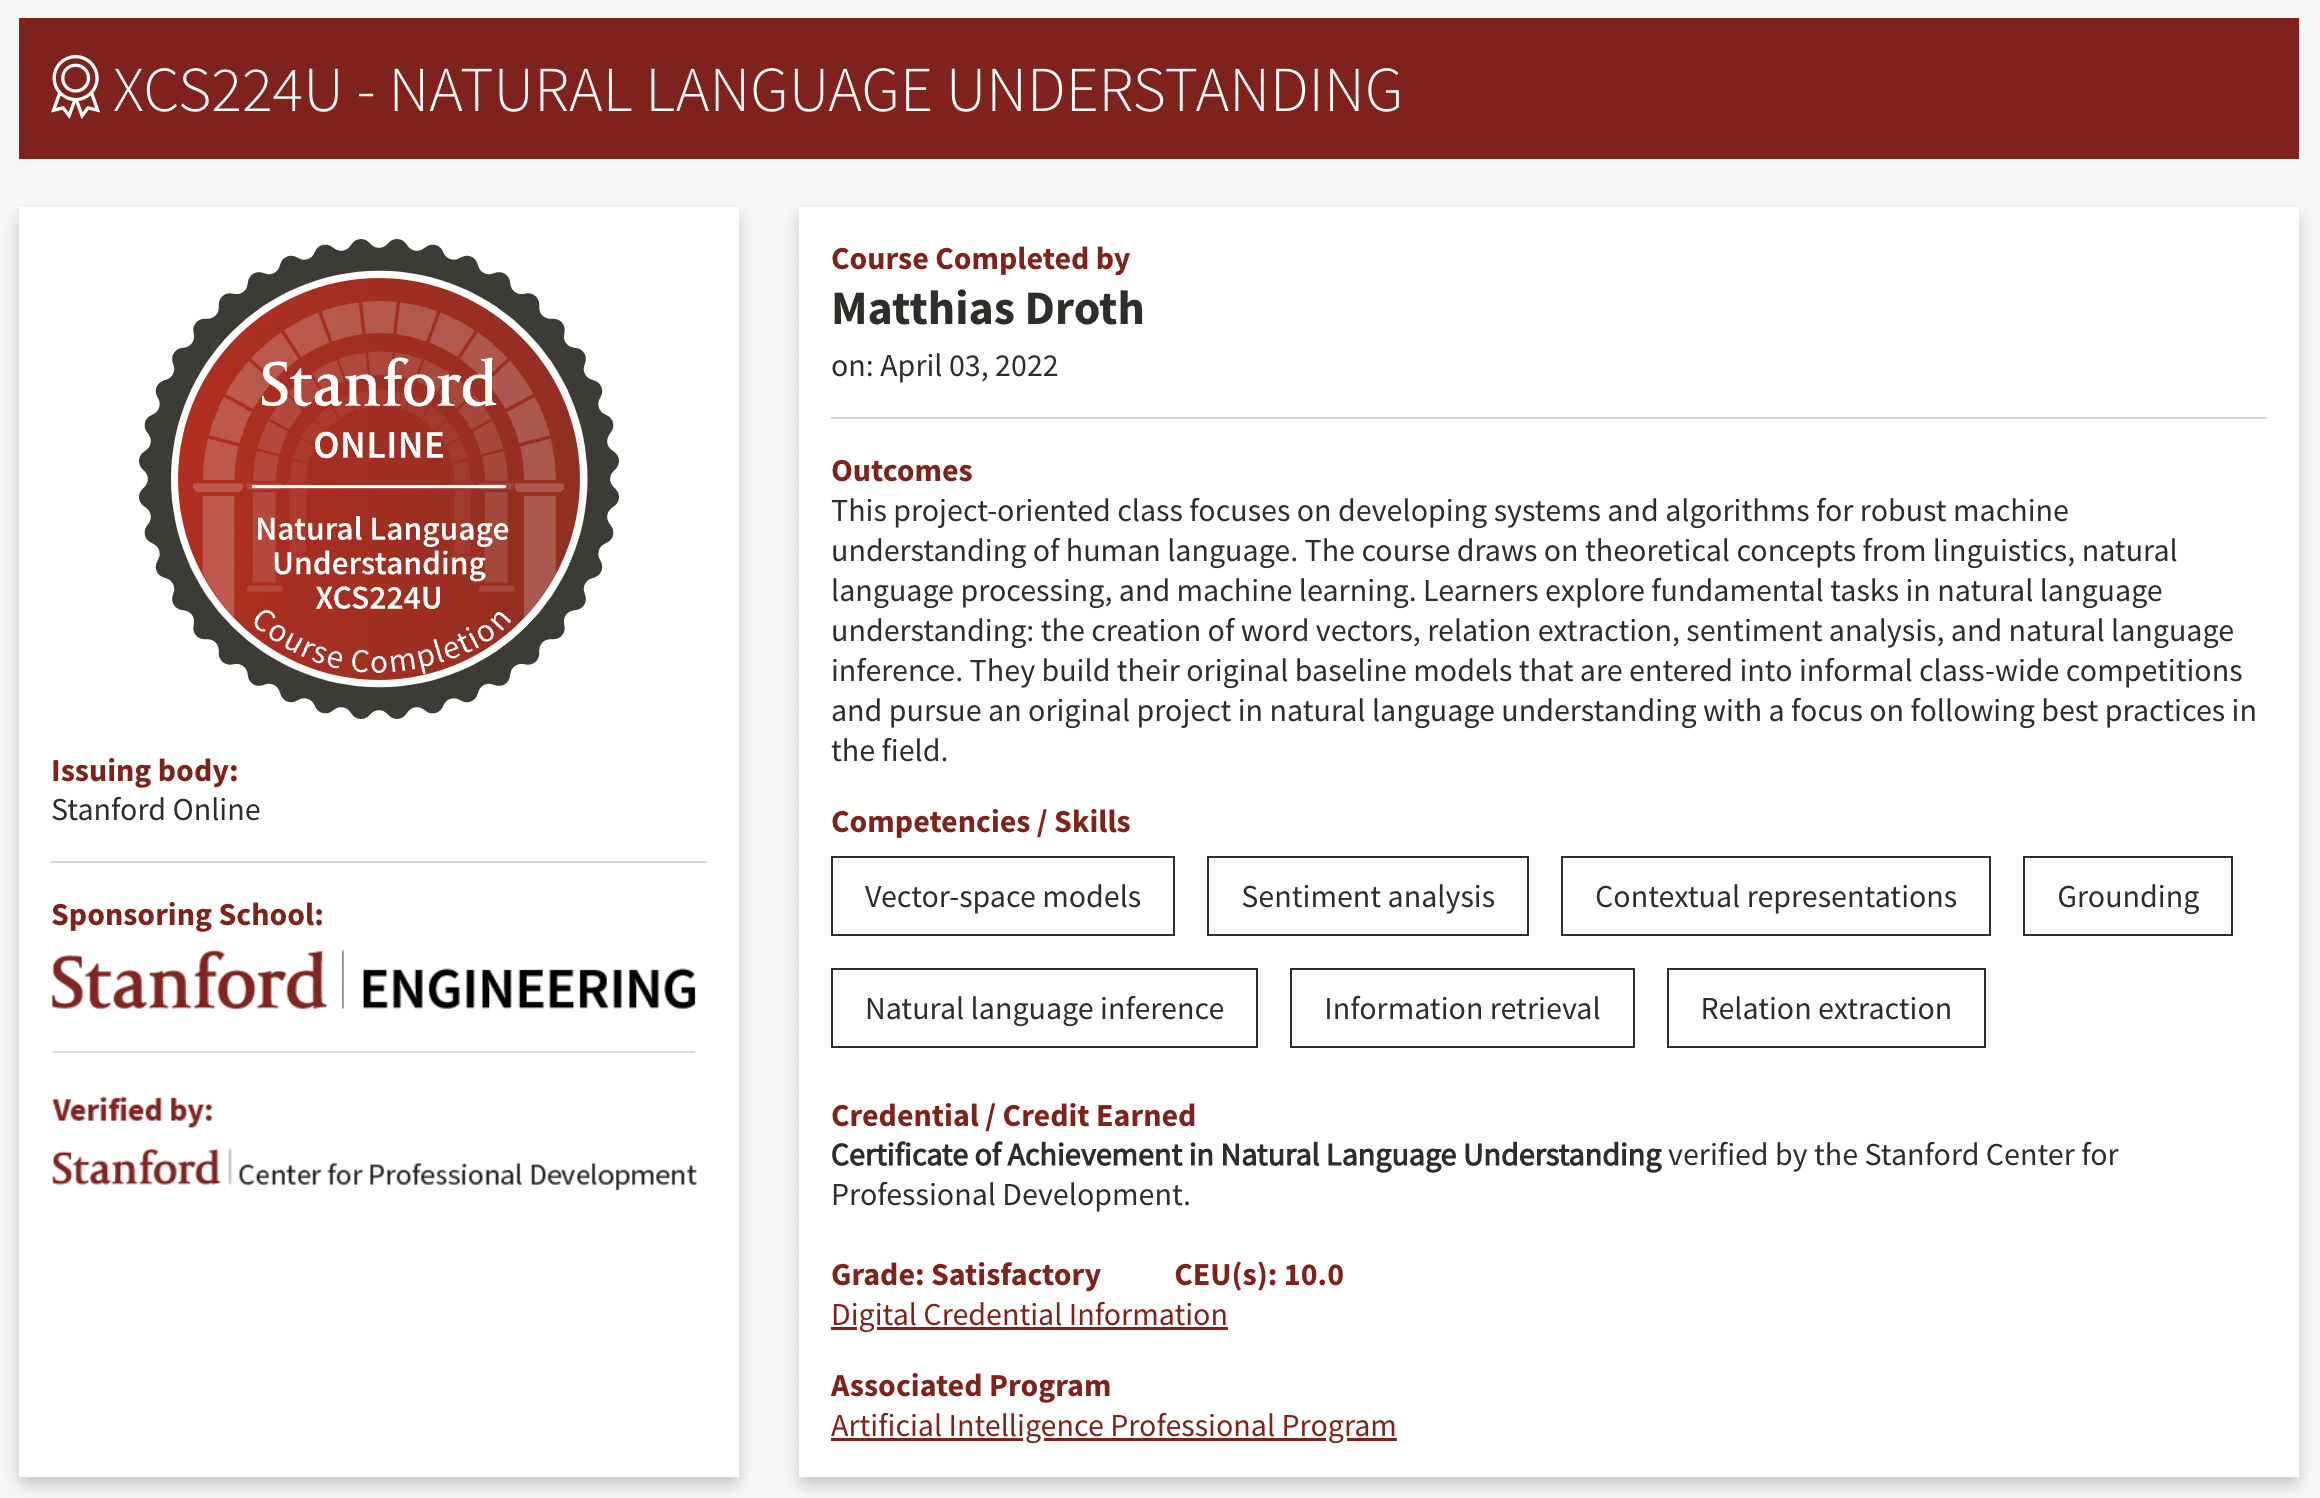 XCS224U - NATURAL LANGUAGE UNDERSTANDING
Stanford
ONLINE
Natural Language
Understanding
XCS224U
Course Completion
Issuing body:
Stanford Online
Sponsoring School:
Stanford | ENGINEERING
Verified by:
Stanford | Center for Professional Development
Course Completed by
Matthias Droth
on: April 03, 2022
Outcomes
This project-oriented class focuses on developing systems and algorithms for robust machine
understanding of human language. The course draws on theoretical concepts from linguistics, natural
language processing, and machine learning. Learners explore fundamental tasks in natural language
understanding: the creation of word vectors, relation extraction, sentiment analysis, and natural language
inference. They build their original baseline models that are entered into informal class-wide competitions
and pursue an original project in natural language understanding with a focus on following best practices in
the field.
Competencies / Skills
Vector-space models Sentiment analysis Contextual representations Grounding
Natural language inference Information retrieval Relation extraction
Credential / Credit Earned
Certificate of Achievement in Natural Language Understanding verified by the Stanford Center for
Professional Development.
Grade: Satisfactory CEU(s): 10.0
Digital Credential Information
Associated Program
Artificial Intelligence Professional Program